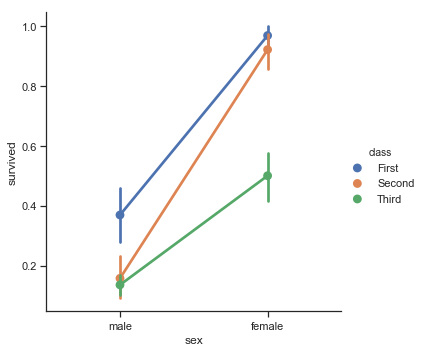 1.0
0.8
0.6
0.4
0.2
survived
male female
sex
class
First
Second
Third